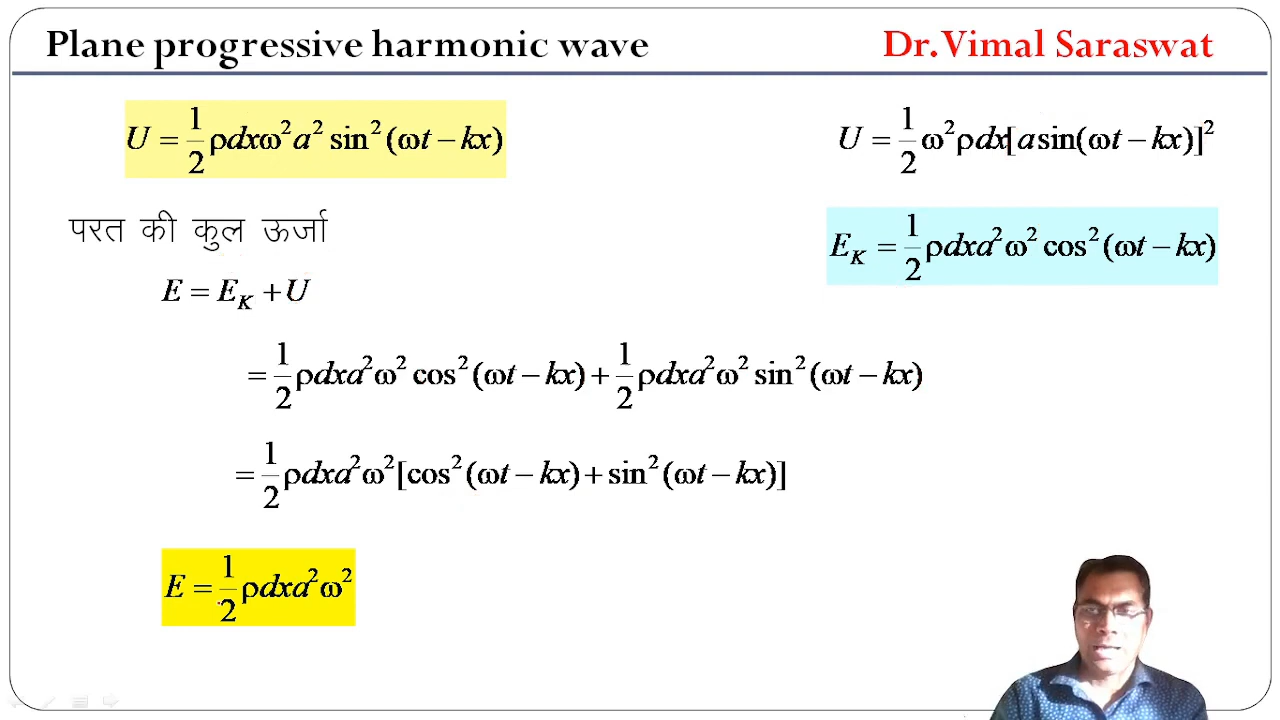 Plane progressive harmonic wave Dr.Vimal Saraswat
U = 1/2 ρdxω²a² sin²(ωt − kx)
U = 1/2 ω²ρdx[a sin(ωt − kx)]²
परत की कुल ऊर्जा
E_K = 1/2 ρdxa²ω² cos²(ωt − kx)
E = E_K + U
= 1/2 ρdxa²ω² cos²(ωt − kx) + 1/2 ρdxa²ω² sin²(ωt − kx)
= 1/2 ρdxa²ω²[cos²(ωt − kx) + sin²(ωt − kx)]
E = 1/2 ρdxa²ω²